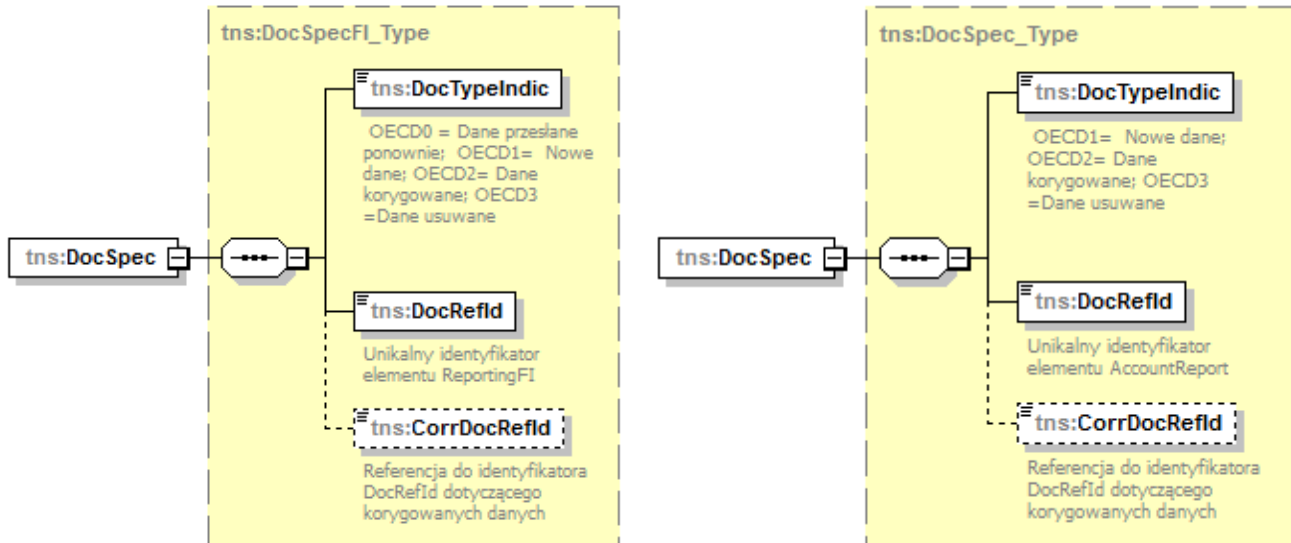 tns:DocSpecFI_Type
tns:DocTypeIndic
OECD0 = Dane przesłane
ponownie; OECD1= Nowe
dane; OECD2= Dane
korygowane; OECD3
=Dane usuwane
tns:DocSpec
tns:DocRefId
Unikalny identyfikator
elementu ReportingFI
tns:CorrDocRefId
Referencja do identyfikatora
DocRefId dotyczącego
korygowanych danych
tns:DocSpec_Type
tns:DocTypeIndic
OECD1= Nowe dane;
OECD2= Dane
korygowane; OECD3
=Dane usuwane
tns:DocSpec
tns:DocRefId
Unikalny identyfikator
elementu AccountReport
tns:CorrDocRefId
Referencja do identyfikatora
DocRefId dotyczącego
korygowanych danych